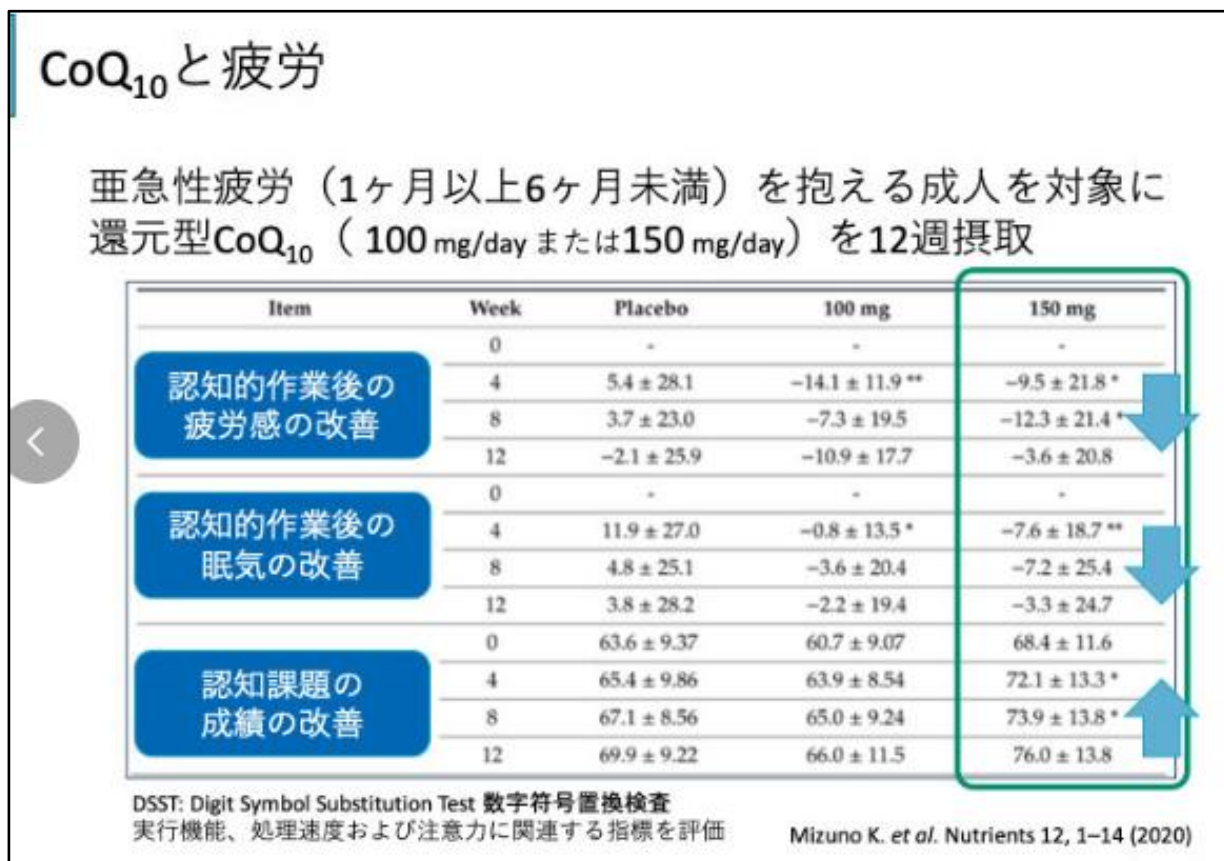 CoQ10と疲労
亜急性疲労（1ヶ月以上6ヶ月未満）を抱える成人を対象に
還元型CoQ10（ 100 mg/day または150 mg/day）を12週摂取
Item Week Placebo 100 mg 150 mg
認知的作業後の
疲労感の改善
0 - - -
4 5.4 ± 28.1 −14.1 ± 11.9 ** −9.5 ± 21.8 *
8 3.7 ± 23.0 −7.3 ± 19.5 −12.3 ± 21.4 *
12 −2.1 ± 25.9 −10.9 ± 17.7 −3.6 ± 20.8
認知的作業後の
眠気の改善
0 - - -
4 11.9 ± 27.0 −0.8 ± 13.5 * −7.6 ± 18.7 **
8 4.8 ± 25.1 −3.6 ± 20.4 −7.2 ± 25.4
12 3.8 ± 28.2 −2.2 ± 19.4 −3.3 ± 24.7
認知課題の
成績の改善
0 63.6 ± 9.37 60.7 ± 9.07 68.4 ± 11.6
4 65.4 ± 9.86 63.9 ± 8.54 72.1 ± 13.3 *
8 67.1 ± 8.56 65.0 ± 9.24 73.9 ± 13.8 *
12 69.9 ± 9.22 66.0 ± 11.5 76.0 ± 13.8
DSST: Digit Symbol Substitution Test 数字符号置換検査
実行機能、処理速度および注意力に関連する指標を評価
Mizuno K. et al. Nutrients 12, 1–14 (2020)